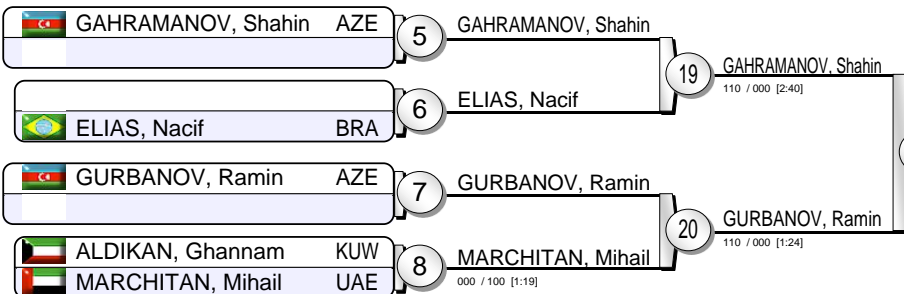 GAHRAMANOV, Shahin AZE
5
GAHRAMANOV, Shahin
19
GAHRAMANOV, Shahin
110 / 000 [2:40]
6
ELIAS, Nacif
ELIAS, Nacif BRA
GURBANOV, Ramin AZE
7
GURBANOV, Ramin
20
GURBANOV, Ramin
110 / 000 [1:24]
ALDIKAN, Ghannam KUW
8
MARCHITAN, Mihail
MARCHITAN, Mihail UAE
000 / 100 [1:19]